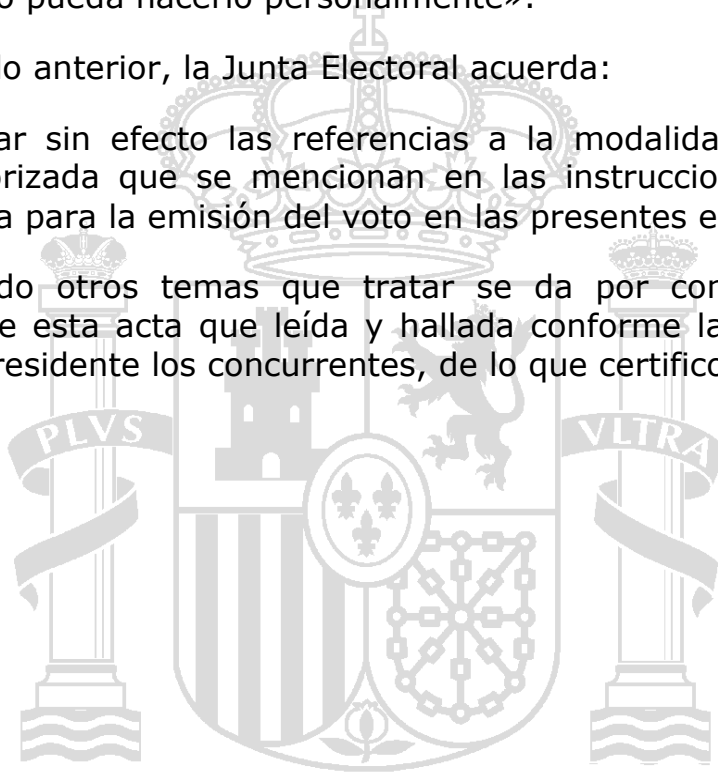 o pueda hacerlo personalmente».
lo anterior, la Junta Electoral acuerda:
ar sin efecto las referencias a la modalida
orizada que se mencionan en las instruccio
a para la emisión del voto en las presentes e
do otros temas que tratar se da por con
e esta acta que leída y hallada conforme la
residente los concurrentes, de lo que certifico
PLVS VLTRA